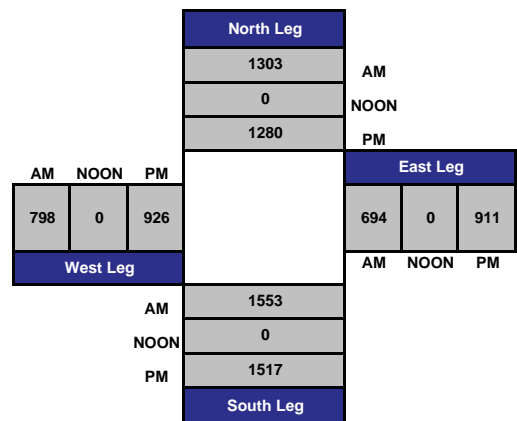 North Leg
1303 AM
0 NOON
1280 PM
AM NOON PM East Leg
798 0 926 694 0 911
West Leg AM NOON PM
AM 1553
NOON 0
PM 1517
South Leg